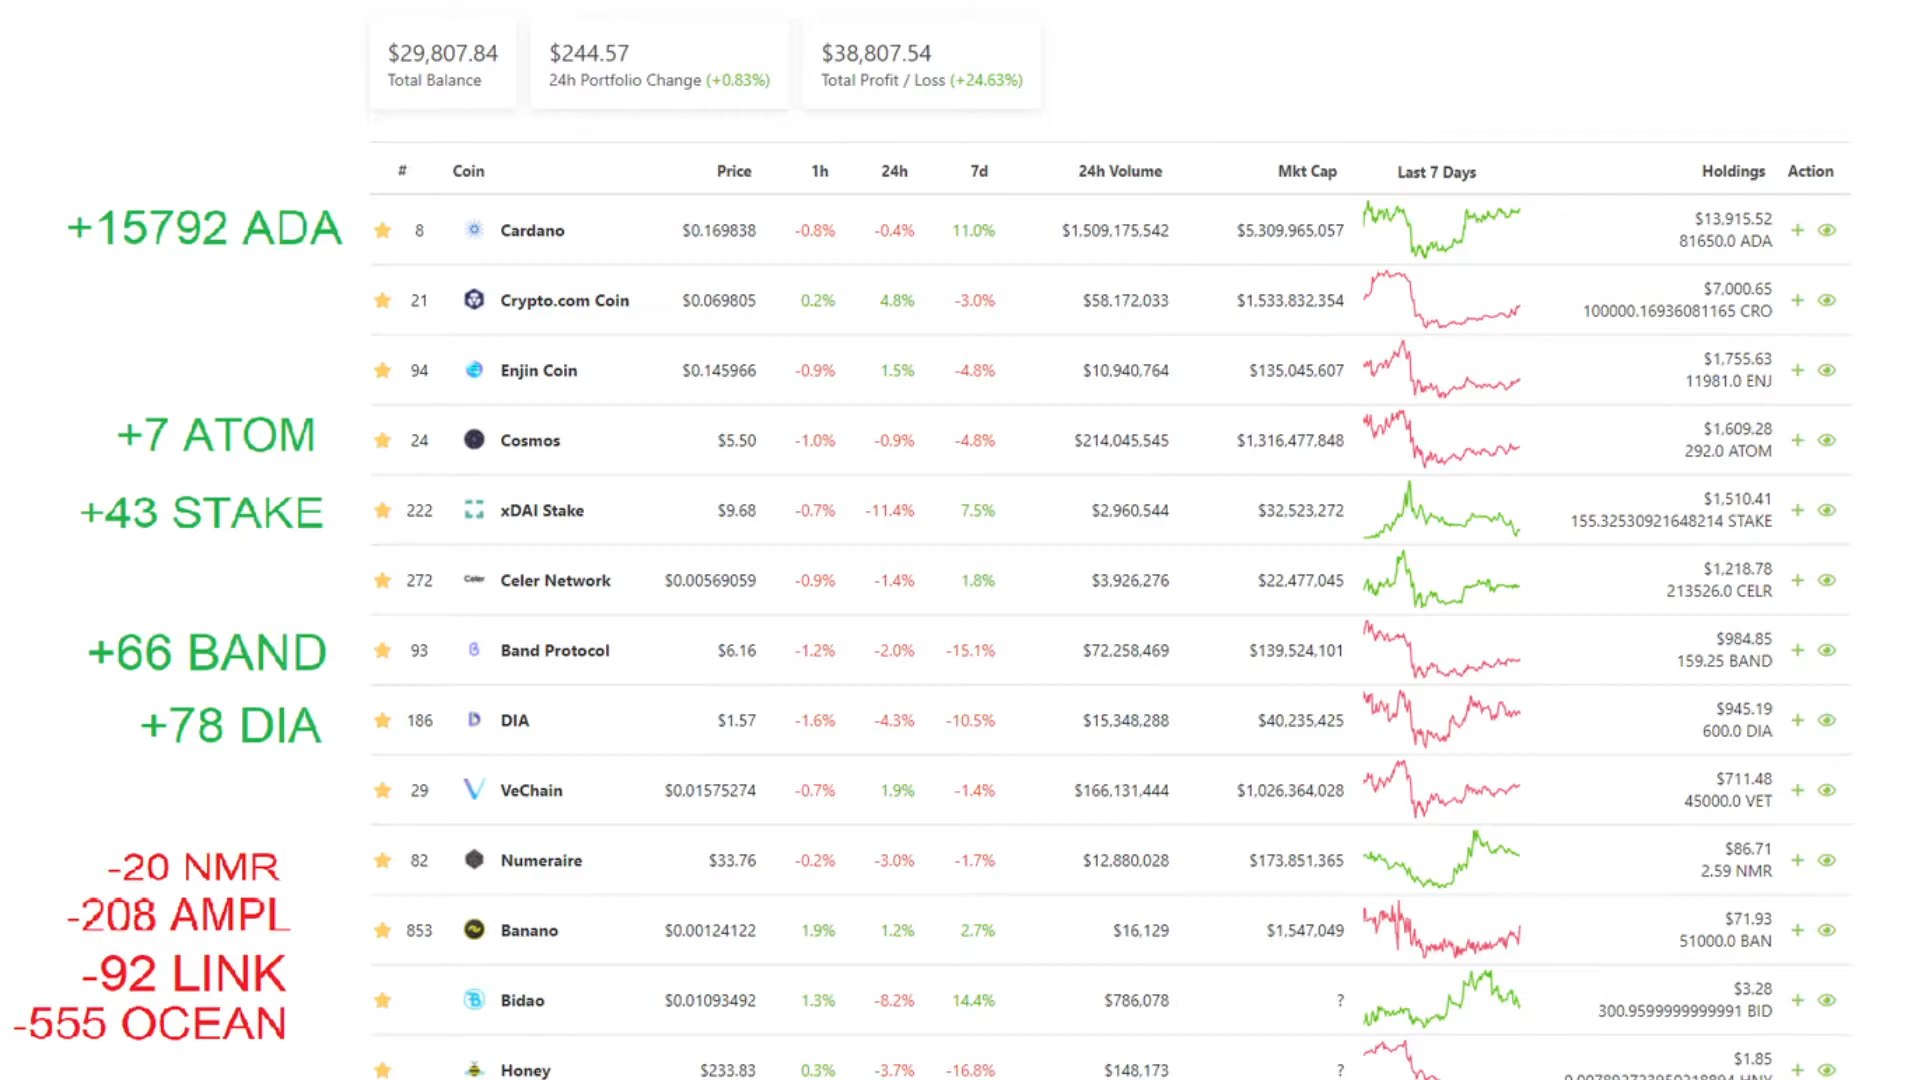 $29,807.84
Total Balance
$244.57
24h Portfolio Change (+0.83%)
$38,807.54
Total Profit / Loss (+24.63%)
# Coin Price 1h 24h 7d 24h Volume Mkt Cap Last 7 Days Holdings Action
+15792 ADA
8 Cardano $0.169838 -0.8% -0.4% 11.0% $1,509,175,542 $5,309,965,057 $13,915.52
81650.0 ADA
21 Crypto.com Coin $0.069805 0.2% 4.8% -3.0% $58,172,033 $1,533,832,354 $7,000.65
100000.16936081165 CRO
94 Enjin Coin $0.145966 -0.9% 1.5% -4.8% $10,940,764 $135,045,607 $1,755.63
11981.0 ENJ
+7 ATOM
24 Cosmos $5.50 -1.0% -0.9% -4.8% $214,045,545 $1,316,477,848 $1,609.28
292.0 ATOM
+43 STAKE
222 xDAI Stake $9.68 -0.7% -11.4% 7.5% $2,960,544 $32,523,272 $1,510.41
155.32530921648214 STAKE
272 Celer Network $0.00569059 -0.9% -1.4% 1.8% $3,926,276 $22,477,045 $1,218.78
213526.0 CELR
+66 BAND
93 Band Protocol $6.16 -1.2% -2.0% -15.1% $72,258,469 $139,524,101 $984.85
159.25 BAND
+78 DIA
186 DIA $1.57 -1.6% -4.3% -10.5% $15,348,288 $40,235,425 $945.19
600.0 DIA
29 VeChain $0.01575274 -0.7% 1.9% -1.4% $166,131,444 $1,026,364,028 $711.48
45000.0 VET
-20 NMR
82 Numeraire $33.76 -0.2% -3.0% -1.7% $12,880,028 $173,851,365 $86.71
2.59 NMR
-208 AMPL
853 Banano $0.00124122 1.9% 1.2% 2.7% $16,129 $1,547,049 $71.93
51000.0 BAN
-92 LINK
-555 OCEAN
Bidao $0.01093492 1.3% -8.2% 14.4% $786,078 ? $3.28
300.9599999999991 BID
Honey $233.83 0.3% -3.7% -16.8% $148,173 ? $1.85